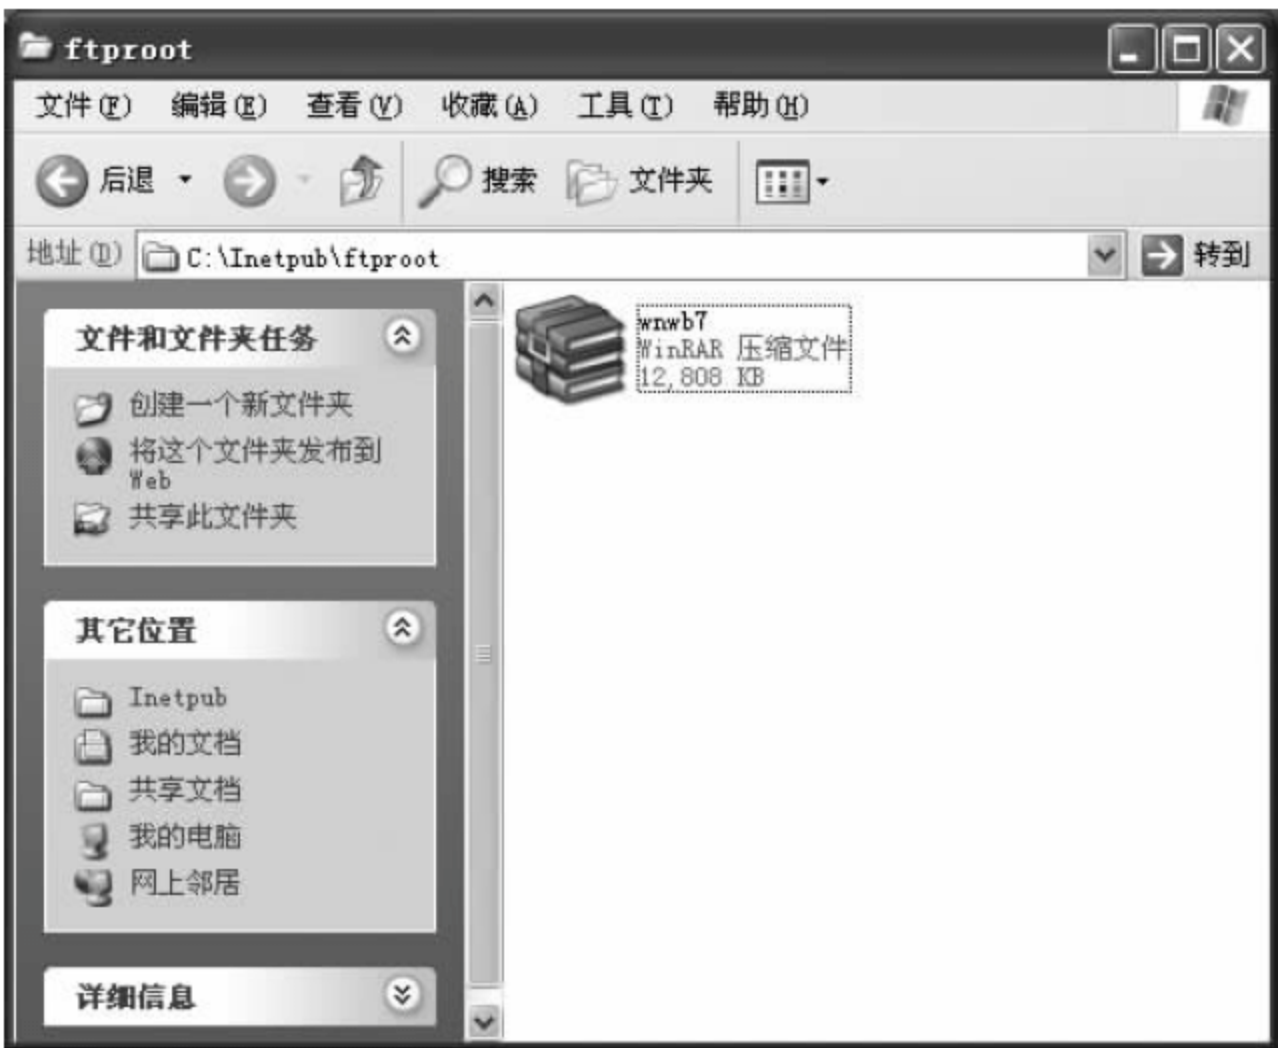 ftproot
文件(F) 编辑(E) 查看(V) 收藏(A) 工具(T) 帮助(H)
后退 搜索 文件夹
地址(D) C:\Inetpub\ftproot 转到
文件和文件夹任务
创建一个新文件夹
将这个文件夹发布到
Web
共享此文件夹
其它位置
Inetpub
我的文档
共享文档
我的电脑
网上邻居
详细信息
wnwb7
WinRAR 压缩文件
12,808 KB